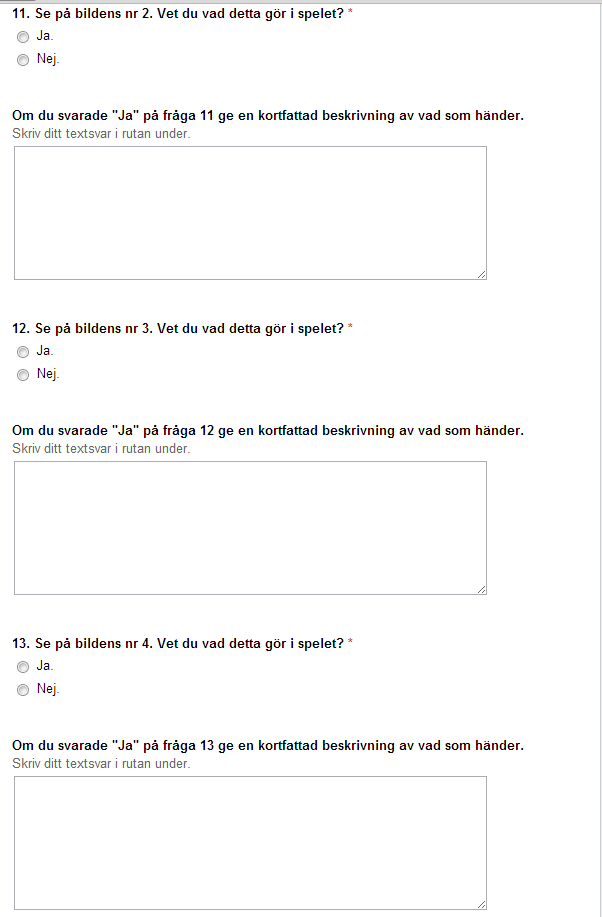 11. Se på bildens nr 2. Vet du vad detta gör i spelet? *
Ja.
Nej.
Om du svarade "Ja" på fråga 11 ge en kortfattad beskrivning av vad som händer.
Skriv ditt textsvar i rutan under.
12. Se på bildens nr 3. Vet du vad detta gör i spelet? *
Ja.
Nej.
Om du svarade "Ja" på fråga 12 ge en kortfattad beskrivning av vad som händer.
Skriv ditt textsvar i rutan under.
13. Se på bildens nr 4. Vet du vad detta gör i spelet? *
Ja.
Nej.
Om du svarade "Ja" på fråga 13 ge en kortfattad beskrivning av vad som händer.
Skriv ditt textsvar i rutan under.